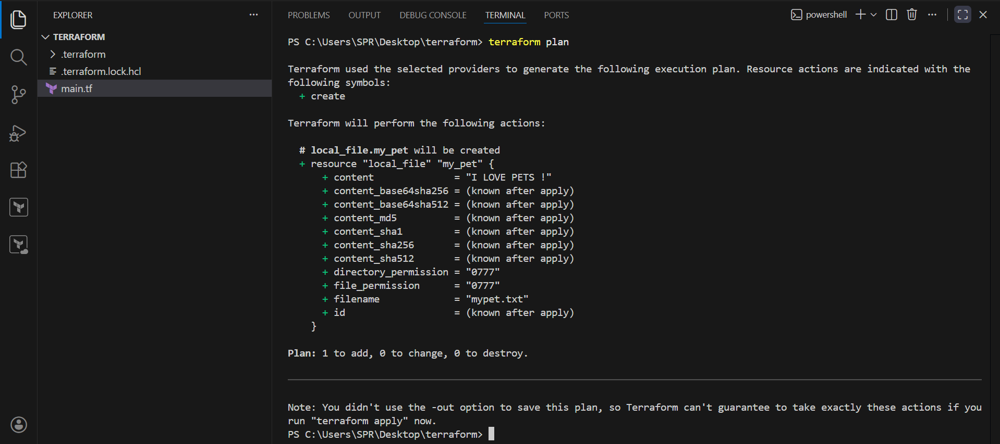 EXPLORER
TERRAFORM
.terraform
.terraform.lock.hcl
main.tf
PROBLEMS OUTPUT DEBUG CONSOLE TERMINAL PORTS
powershell
PS C:\Users\SPR\Desktop\terraform> terraform plan
Terraform used the selected providers to generate the following execution plan. Resource actions are indicated with the
following symbols:
+ create
Terraform will perform the following actions:
# local_file.my_pet will be created
+ resource "local_file" "my_pet" {
+ content = "I LOVE PETS !"
+ content_base64sha256 = (known after apply)
+ content_base64sha512 = (known after apply)
+ content_md5 = (known after apply)
+ content_sha1 = (known after apply)
+ content_sha256 = (known after apply)
+ content_sha512 = (known after apply)
+ directory_permission = "0777"
+ file_permission = "0777"
+ filename = "mypet.txt"
+ id = (known after apply)
}
Plan: 1 to add, 0 to change, 0 to destroy.
Note: You didn't use the -out option to save this plan, so Terraform can't guarantee to take exactly these actions if you
run "terraform apply" now.
PS C:\Users\SPR\Desktop\terraform>